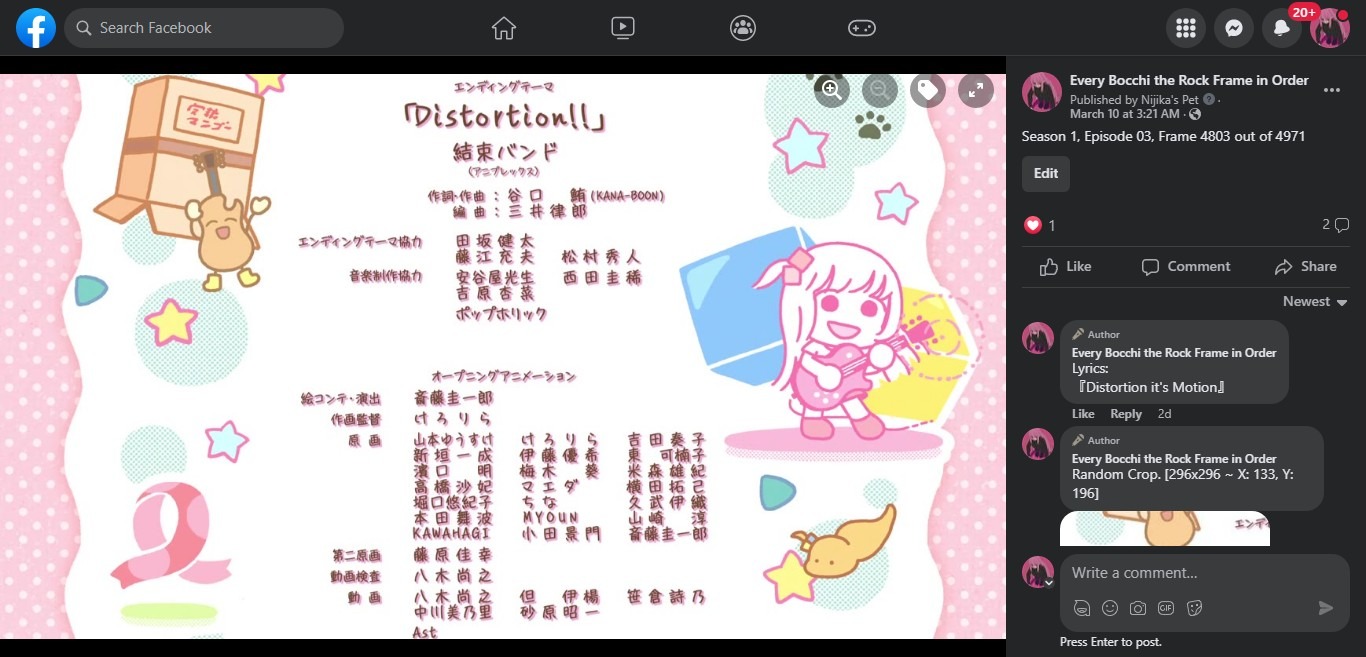 Search Facebook
20+
エンディングテーマ
「Distortion!!」
結束バンド
(アニプレックス)
作詞・作曲：谷口 鮪(KANA-BOON)
編曲：三井律郎
エンディングテーマ協力 田坂健太
藤江充夫 松村秀人
音楽制作協力 安谷屋光生 西田圭稀
吉原杏菜
ポップホリック
オープニングアニメーション
絵コンテ・演出 斎藤圭一郎
作画監督 けろりら
原画 山本ゆうすけ けろりら 吉田奏子
新垣一成 伊藤優希 東 可楠子
濱口 明 梅木 葵 米森雄紀
高橋沙妃 マエダ 横田拓己
堀口悠紀子 ちな 久武伊織
本田舞波 MYOUN 山崎 淳
KAWAHAGI 小田景門 斎藤圭一郎
第二原画 藤原佳幸
動画検査 八木尚之
動画 八木尚之 但 伊楊 笹倉詩乃
中川美乃里 砂原昭一
Ast
完熟
マンゴー
Every Bocchi the Rock Frame in Order
Published by Nijika's Pet ·
March 10 at 3:21 AM ·
Season 1, Episode 03, Frame 4803 out of 4971
Edit
1
2
Like
Comment
Share
Newest
Author
Every Bocchi the Rock Frame in Order
Lyrics:
『Distortion it's Motion』
Like Reply 2d
Author
Every Bocchi the Rock Frame in Order
Random Crop. [296x296 ~ X: 133, Y:
196]
エンデ
Write a comment…
GIF
Press Enter to post.